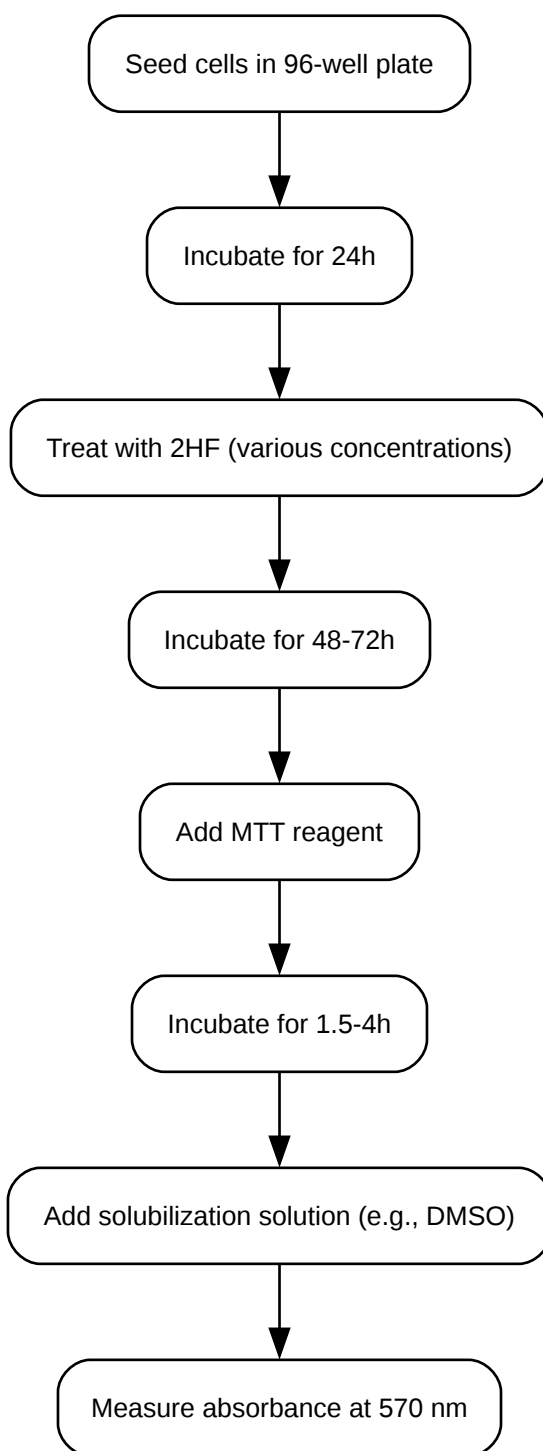 Seed cells in 96-well plate
Incubate for 24h
Treat with 2HF (various concentrations)
Incubate for 48-72h
Add MTT reagent
Incubate for 1.5-4h
Add solubilization solution (e.g., DMSO)
Measure absorbance at 570 nm